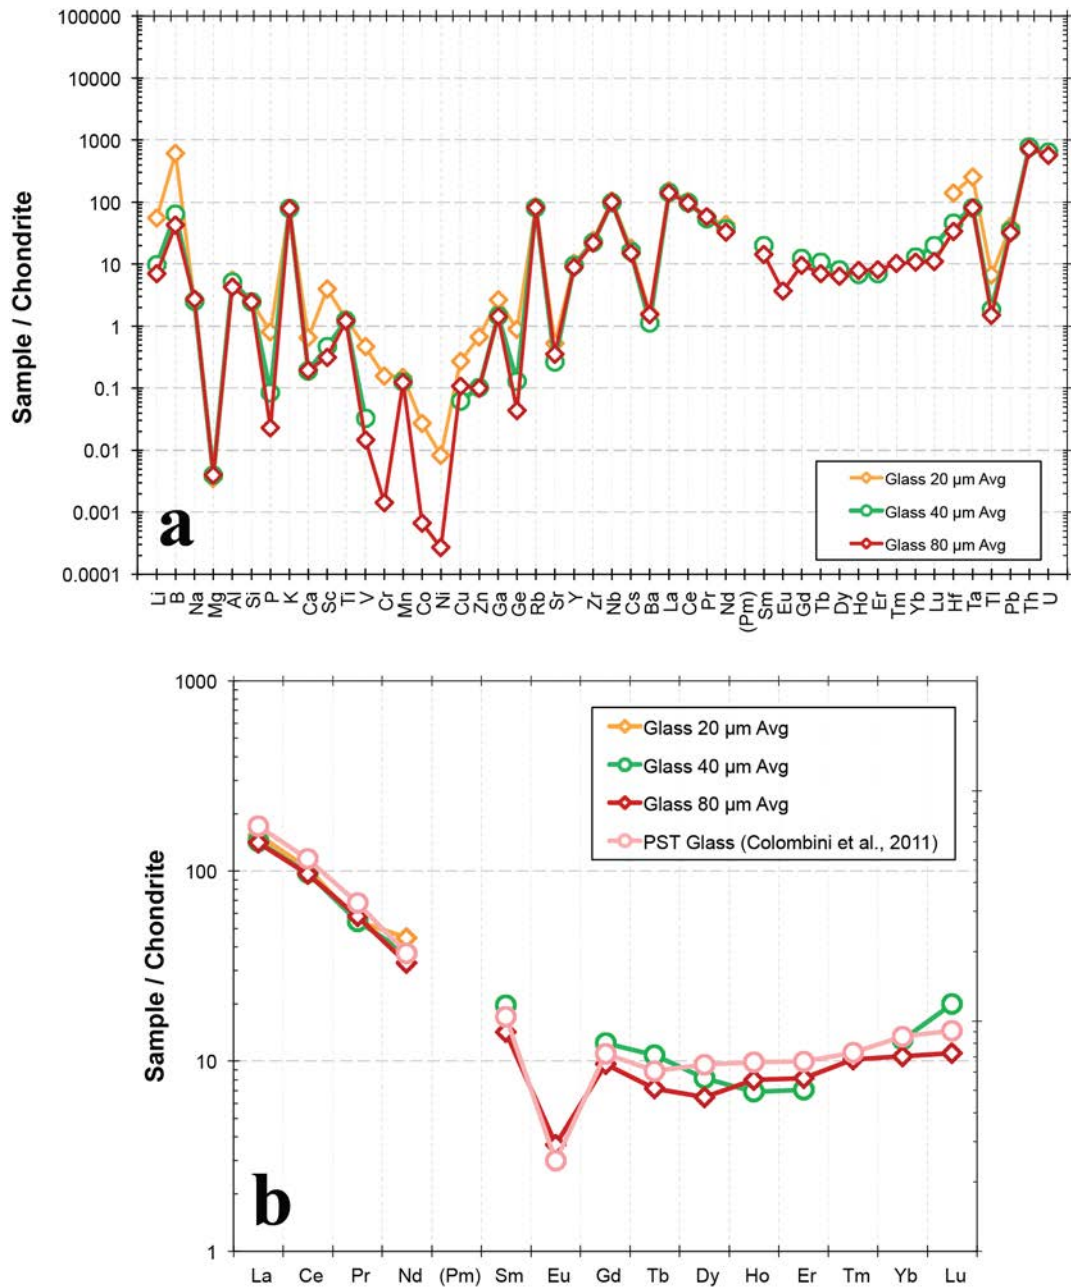 100000
10000
1000
100
10
1
0.1
0.01
0.001
0.0001
Sample / Chondrite
a
Glass 20 µm Avg
Glass 40 µm Avg
Glass 80 µm Avg
Li B Na Mg Al Si P K Ca Sc Ti V Cr Mn Co Ni Cu Zn Ga Ge Rb Sr Y Zr Nb Cs Ba La Ce Pr Nd (Pm) Sm Eu Gd Tb Dy Ho Er Tm Yb Lu Hf Ta Tl Pb Th U
1000
100
10
1
Sample / Chondrite
b
Glass 20 µm Avg
Glass 40 µm Avg
Glass 80 µm Avg
PST Glass (Colombini et al., 2011)
La Ce Pr Nd (Pm) Sm Eu Gd Tb Dy Ho Er Tm Yb Lu